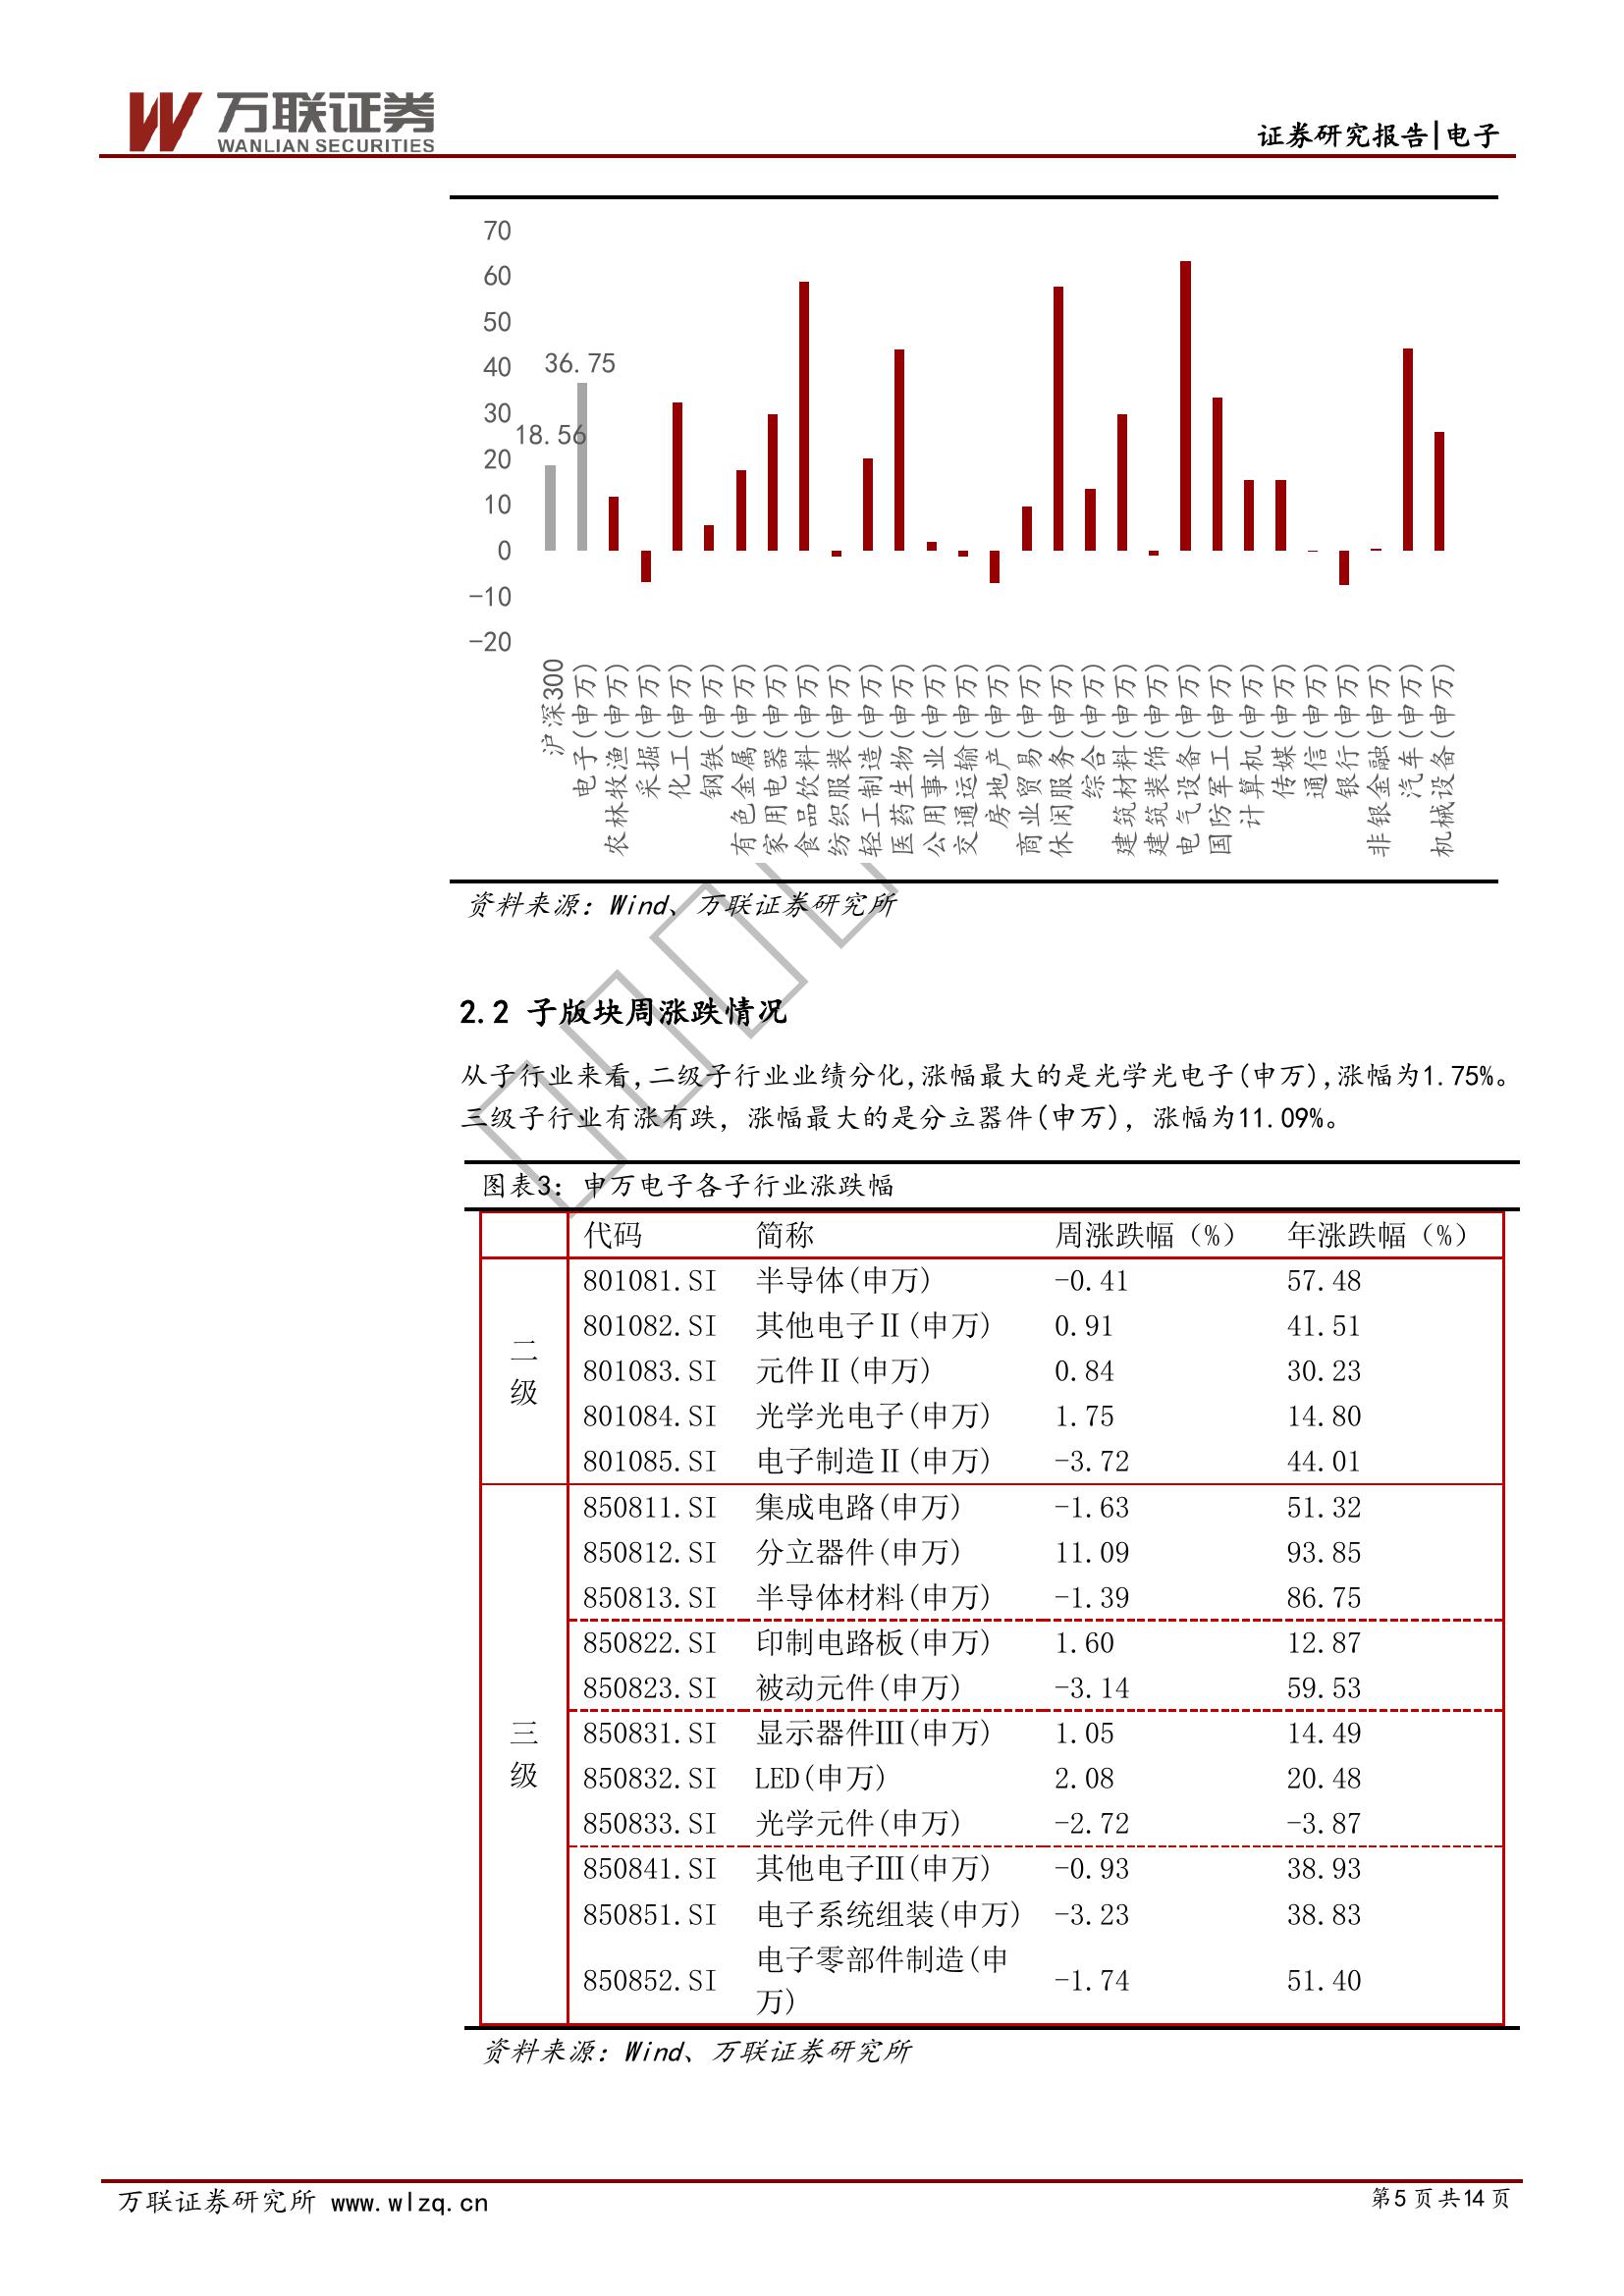 万联证券
WANLIAN SECURITIES
证券研究报告|电子
70
60
50
40
30
20
10
0
-10
-20
36.75
18.56
沪深300
电子(申万)
农林牧渔(申万)
采掘(申万)
化工(申万)
钢铁(申万)
有色金属(申万)
家用电器(申万)
食品饮料(申万)
纺织服装(申万)
轻工制造(申万)
医药生物(申万)
公用事业(申万)
交通运输(申万)
房地产(申万)
商业贸易(申万)
休闲服务(申万)
综合(申万)
建筑材料(申万)
建筑装饰(申万)
电气设备(申万)
国防军工(申万)
计算机(申万)
传媒(申万)
通信(申万)
银行(申万)
非银金融(申万)
汽车(申万)
机械设备(申万)
资料来源：Wind、万联证券研究所
2.2 子版块周涨跌情况
从子行业来看,二级子行业业绩分化,涨幅最大的是光学光电子(申万),涨幅为1.75%。
三级子行业有涨有跌，涨幅最大的是分立器件(申万)，涨幅为11.09%。
图表3：申万电子各子行业涨跌幅
代码 简称 周涨跌幅（%） 年涨跌幅（%）
二级
801081.SI 半导体(申万) -0.41 57.48
801082.SI 其他电子Ⅱ(申万) 0.91 41.51
801083.SI 元件Ⅱ(申万) 0.84 30.23
801084.SI 光学光电子(申万) 1.75 14.80
801085.SI 电子制造Ⅱ(申万) -3.72 44.01
三级
850811.SI 集成电路(申万) -1.63 51.32
850812.SI 分立器件(申万) 11.09 93.85
850813.SI 半导体材料(申万) -1.39 86.75
850822.SI 印制电路板(申万) 1.60 12.87
850823.SI 被动元件(申万) -3.14 59.53
850831.SI 显示器件Ⅲ(申万) 1.05 14.49
850832.SI LED(申万) 2.08 20.48
850833.SI 光学元件(申万) -2.72 -3.87
850841.SI 其他电子Ⅲ(申万) -0.93 38.93
850851.SI 电子系统组装(申万) -3.23 38.83
850852.SI 电子零部件制造(申万) -1.74 51.40
资料来源：Wind、万联证券研究所
万联证券研究所 www.wlzq.cn
第5页共14页